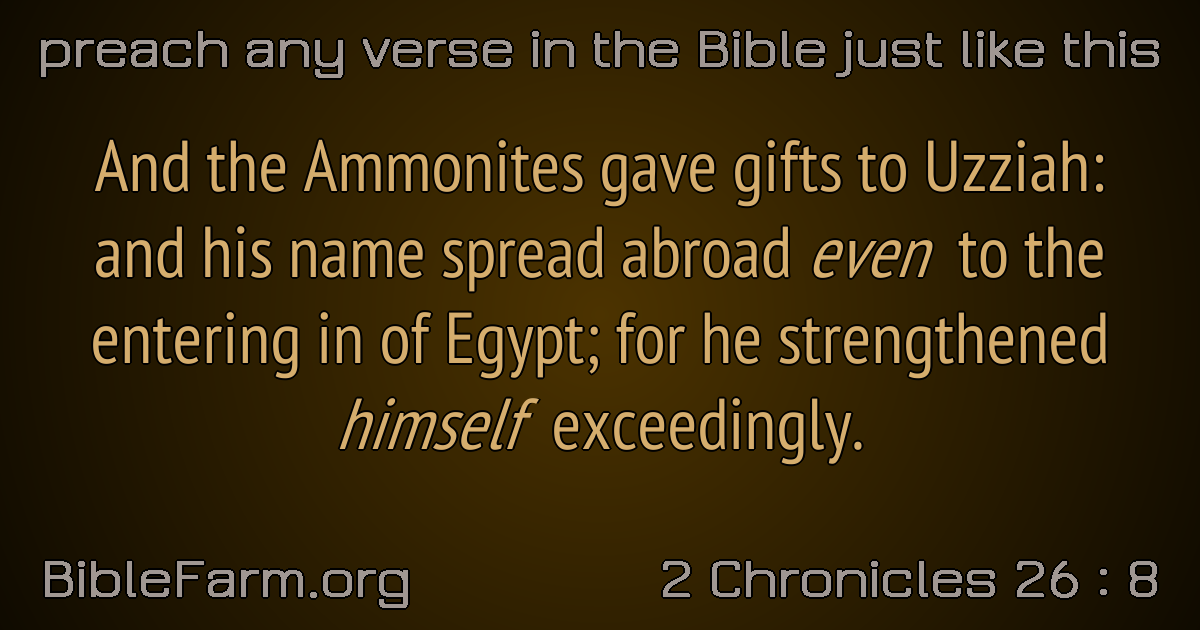 preach any verse in the Bible just like this
And the Ammonites gave gifts to Uzziah:
and his name spread abroad even to the
entering in of Egypt; for he strengthened
himself exceedingly.
BibleFarm.org
2 Chronicles 26 : 8